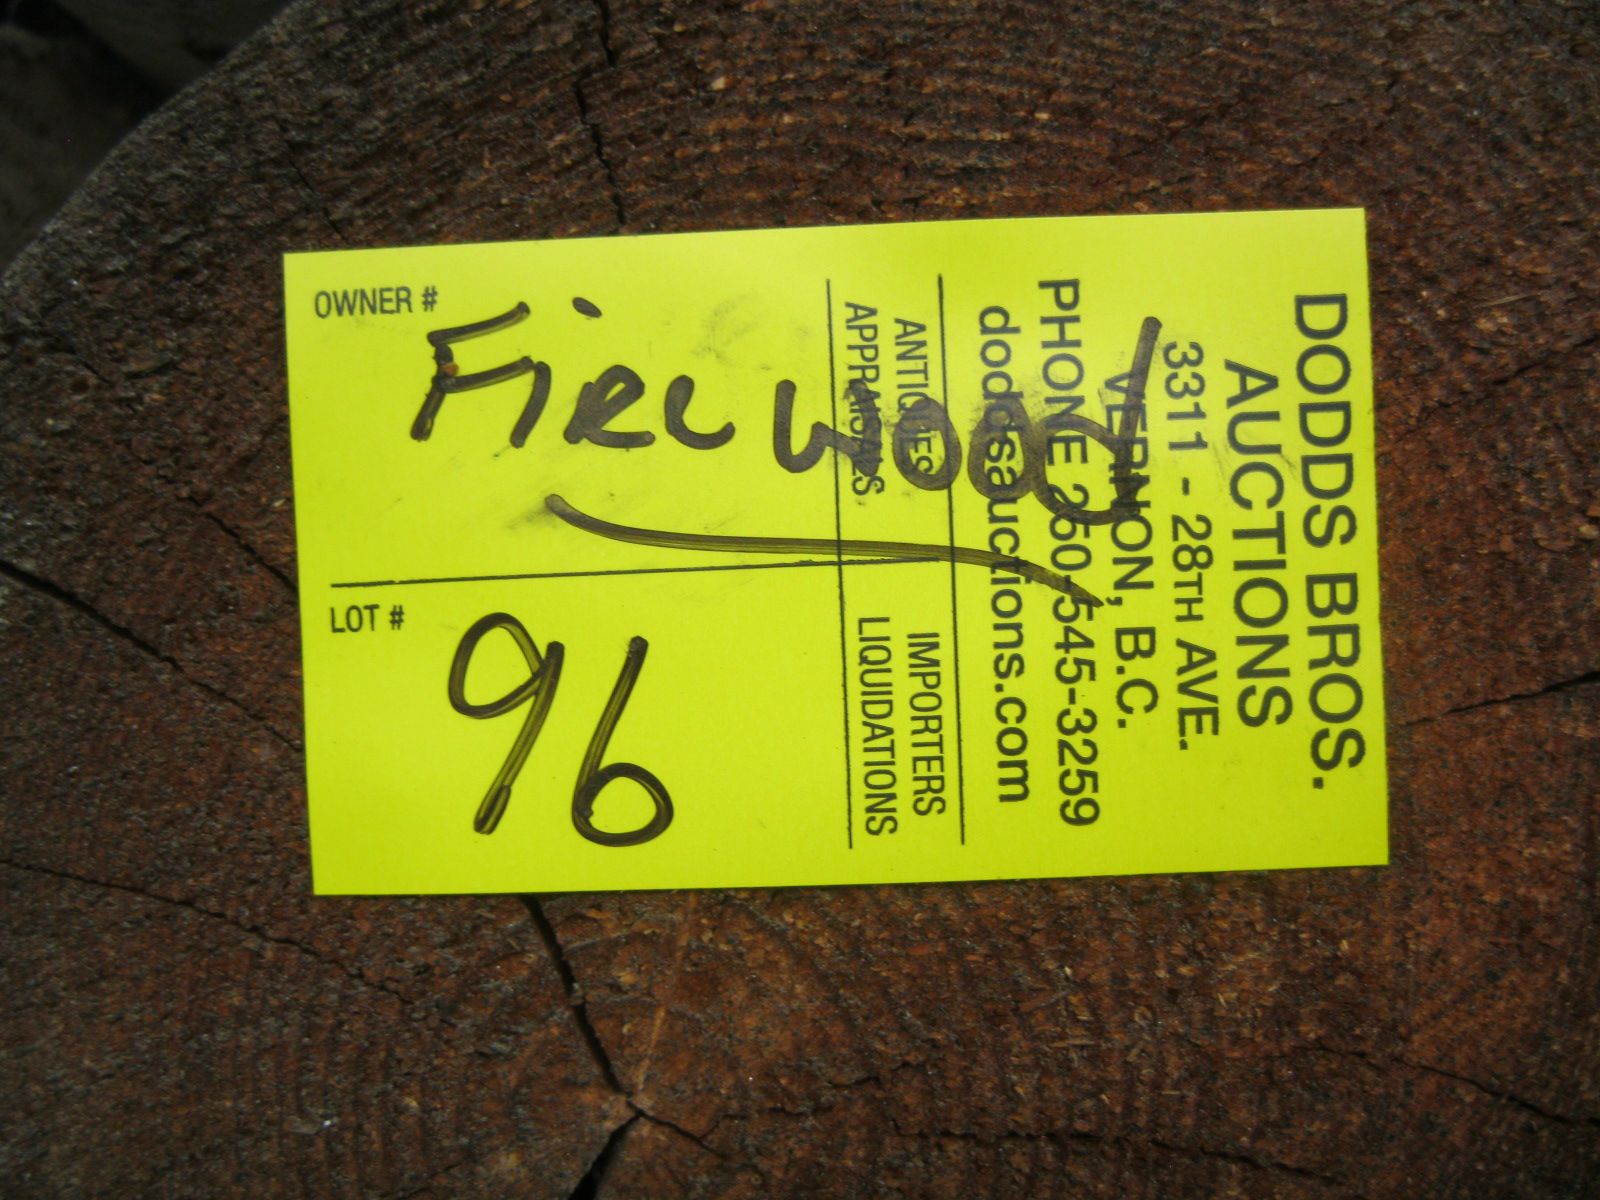 DODDS BROS.
AUCTIONS
3311 - 28TH AVE.
VERNON, B.C.
PHONE 250-545-3259
doddsauctions.com
ANTIQUES IMPORTERS
APPRAISALS LIQUIDATIONS
OWNER #
Firewood
LOT #
96